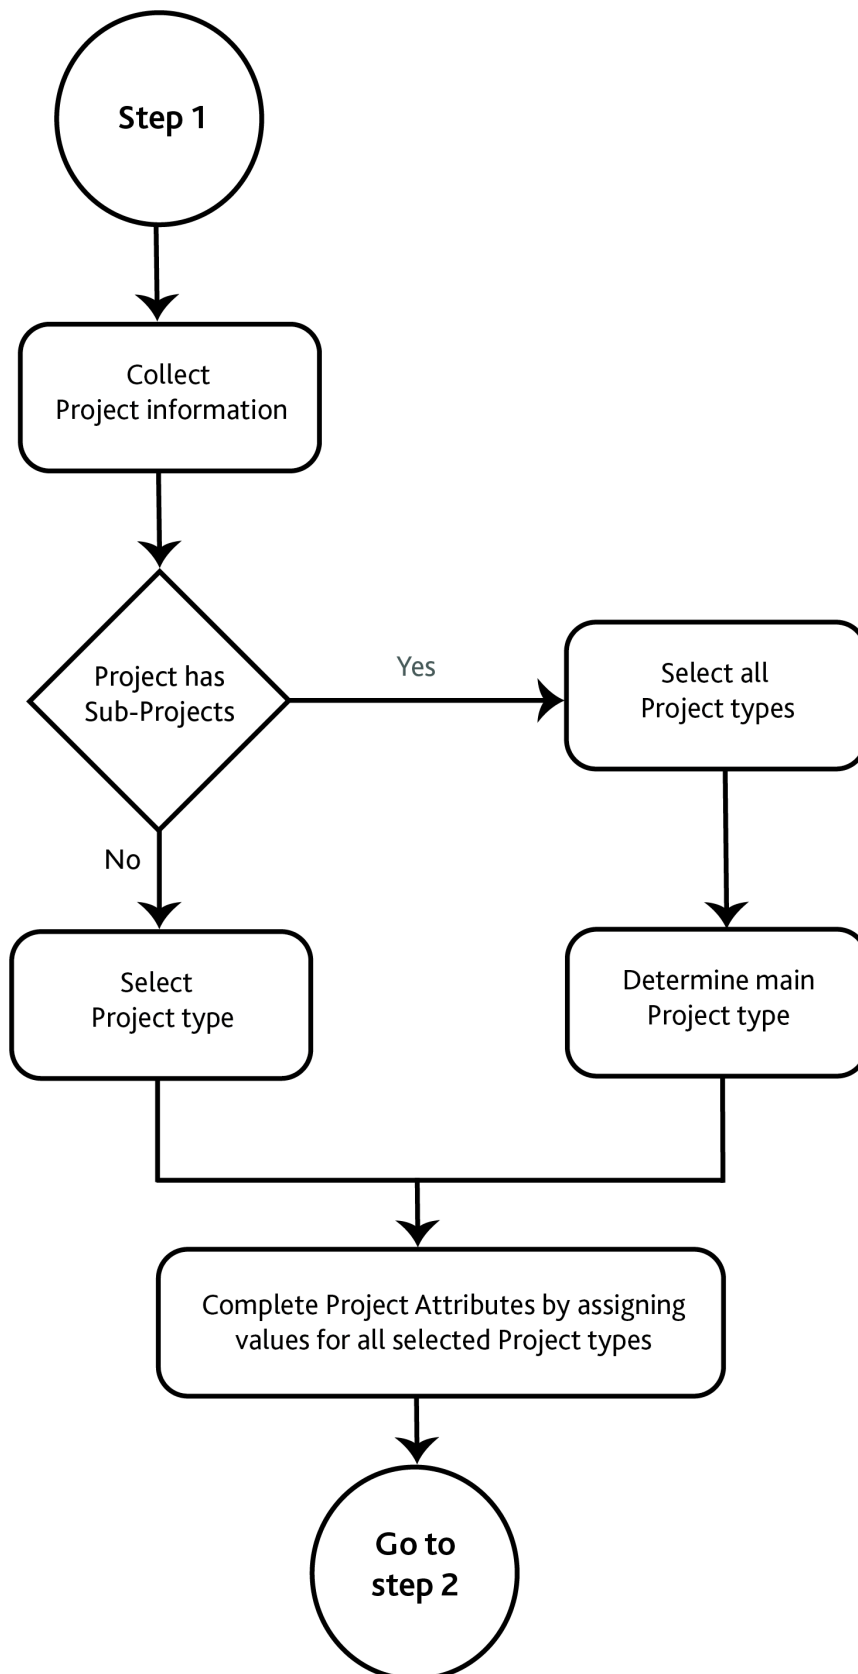 Step 1
Collect
Project information
Project has
Sub-Projects
Yes
Select all
Project types
No
Select
Project type
Determine main
Project type
Complete Project Attributes by assigning
values for all selected Project types
Go to
step 2